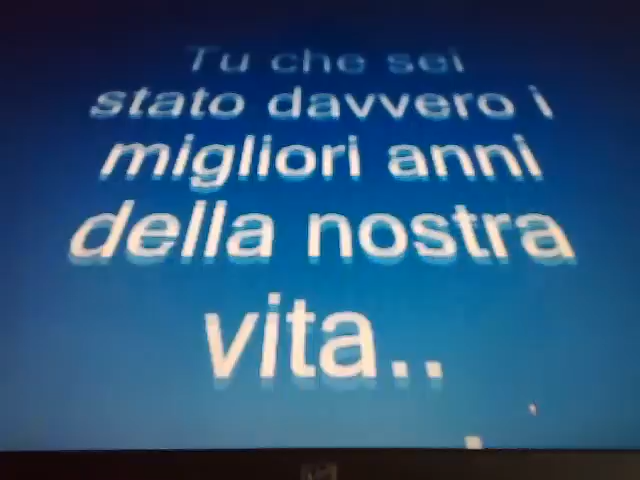 Tu che sei
stato davvero i
migliori anni
della nostra
vita..